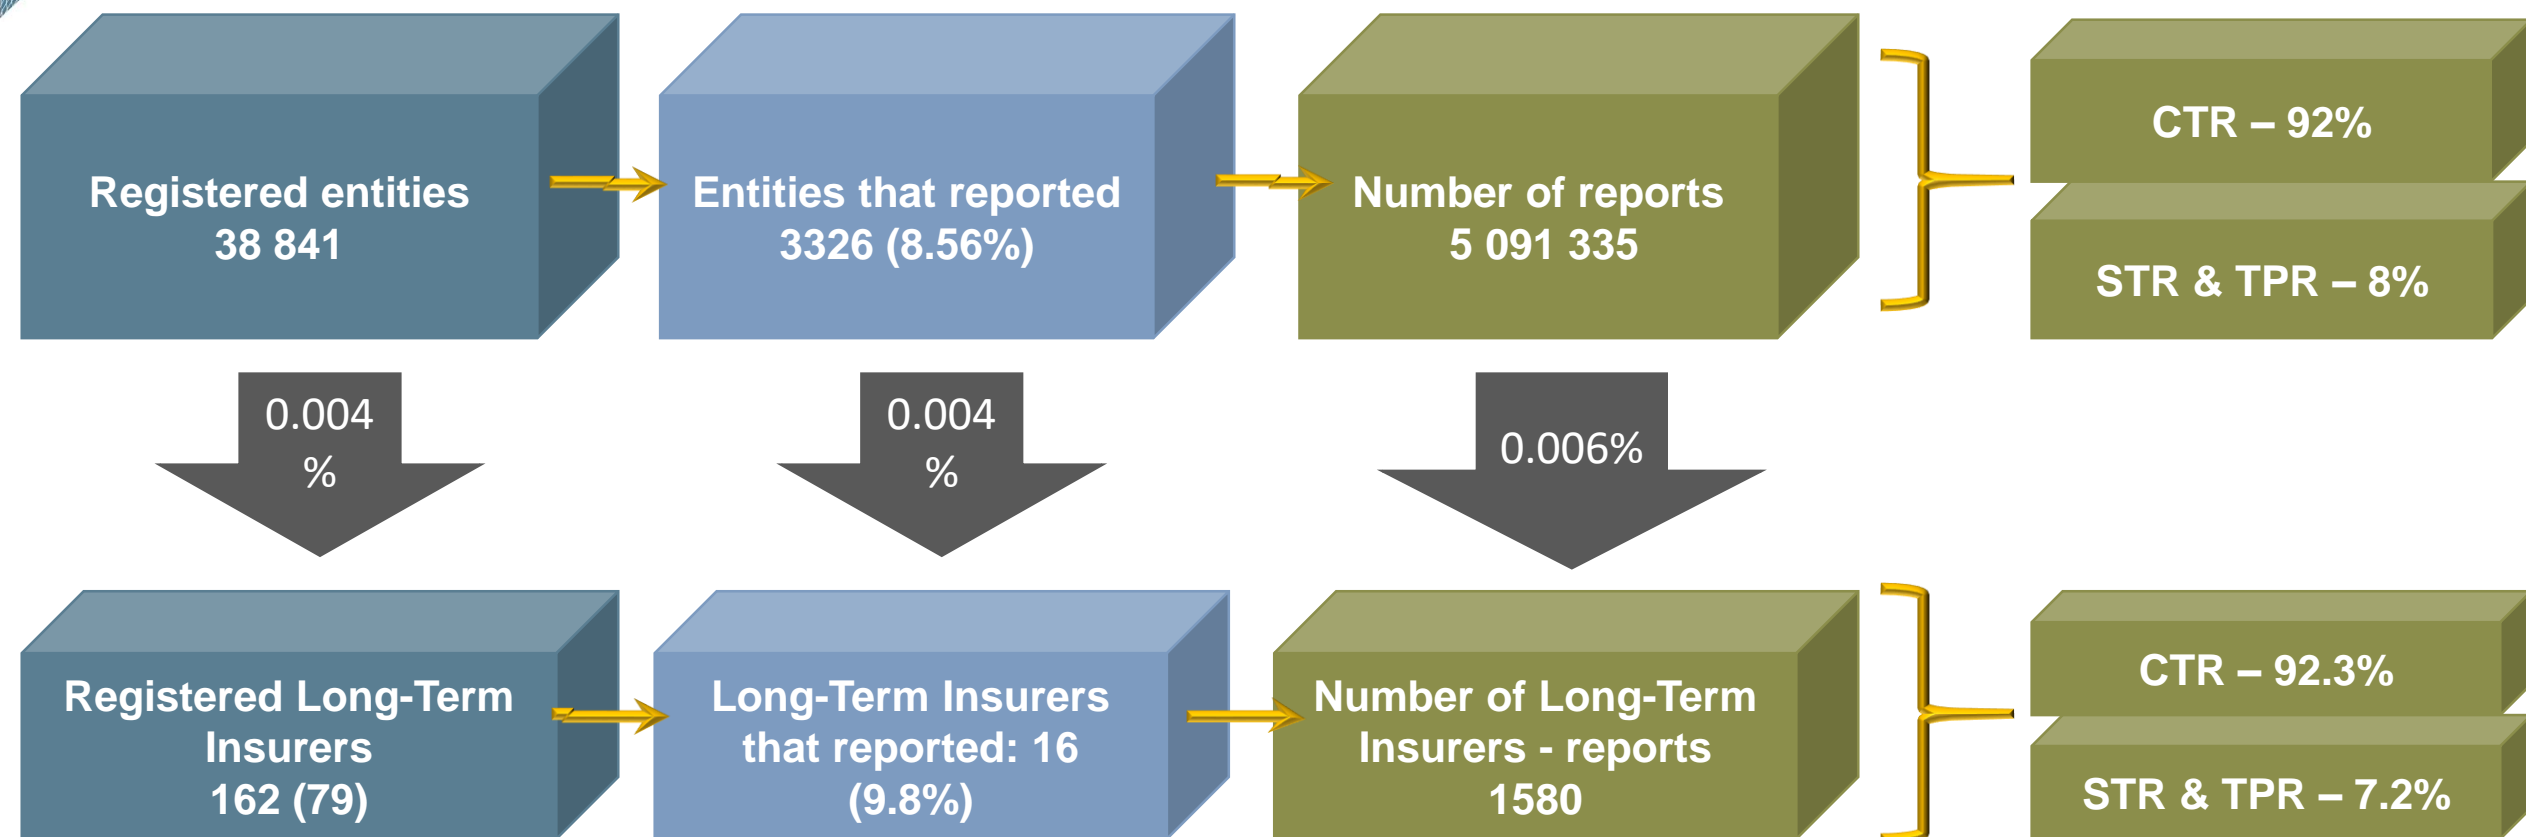 Registered entities
38 841
Entities that reported
3326 (8.56%)
Number of reports
5 091 335
CTR – 92%
STR & TPR – 8%
0.004
%
0.004
%
0.006%
Registered Long-Term
Insurers
162 (79)
Long-Term Insurers
that reported: 16
(9.8%)
Number of Long-Term
Insurers - reports
1580
CTR – 92.3%
STR & TPR – 7.2%